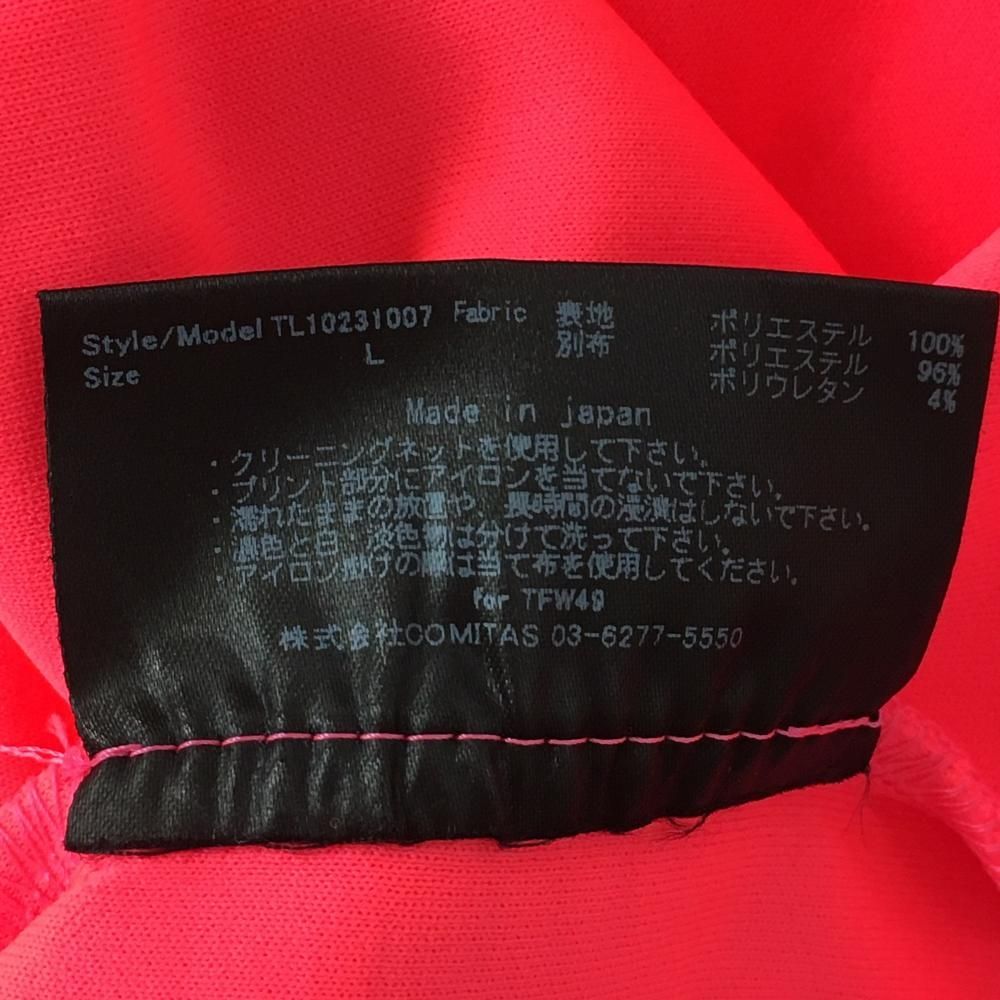 Style/Model TL10231007 Fabric 表地 ポリエステル 100%
Size L 別布 ポリエステル 96%
ポリウレタン 4%
Made in japan
・クリーニングネットを使用して下さい。
・プリント部分にアイロンを当てないで下さい。
・濡れたままの放置や、長時間の浸漬はしないで下さい。
・濃色と白・淡色物は分けて洗って下さい。
・アイロン掛けの際は当て布を使用してください。
for TFW49
株式会社COMITAS 03-6277-5550